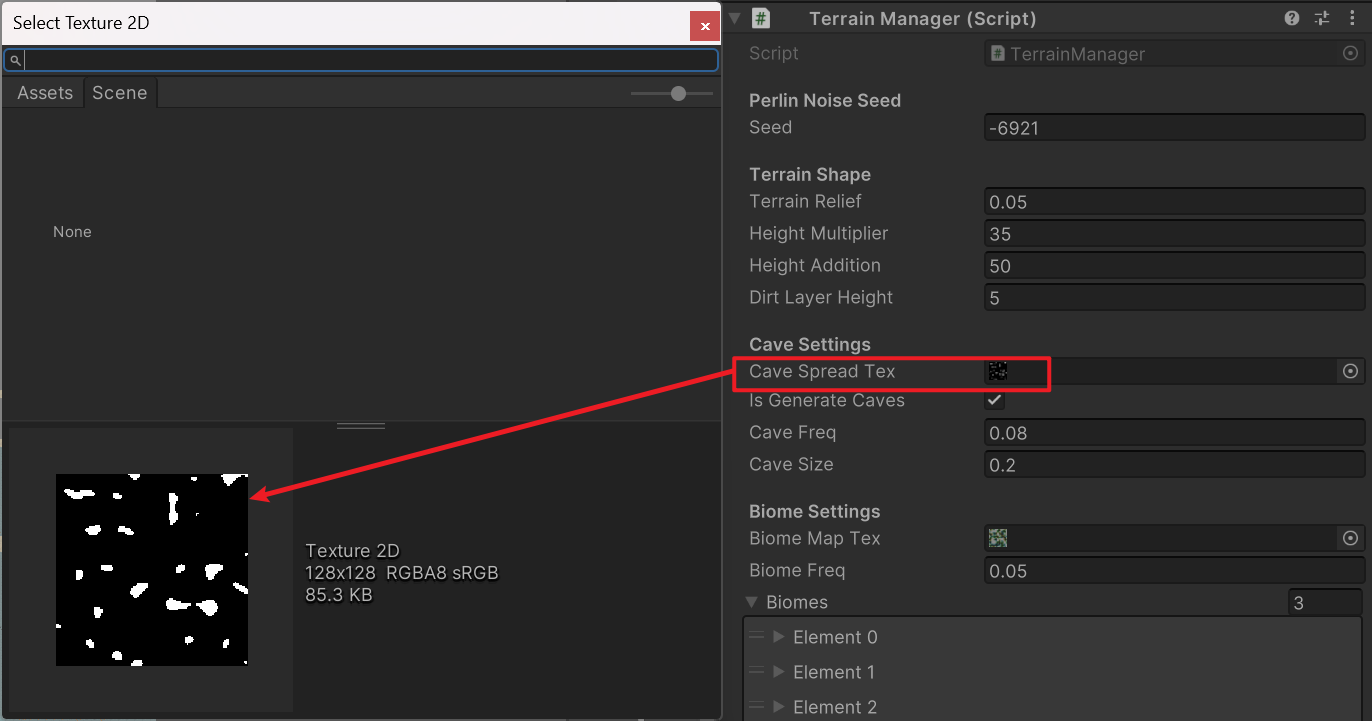 Select Texture 2D
Assets Scene
None
Texture 2D
128x128 RGBA8 sRGB
85.3 KB
# Terrain Manager (Script)
Script # TerrainManager
Perlin Noise Seed
Seed -6921
Terrain Shape
Terrain Relief 0.05
Height Multiplier 35
Height Addition 50
Dirt Layer Height 5
Cave Settings
Cave Spread Tex
Is Generate Caves
Cave Freq 0.08
Cave Size 0.2
Biome Settings
Biome Map Tex
Biome Freq 0.05
Biomes 3
Element 0
Element 1
Element 2